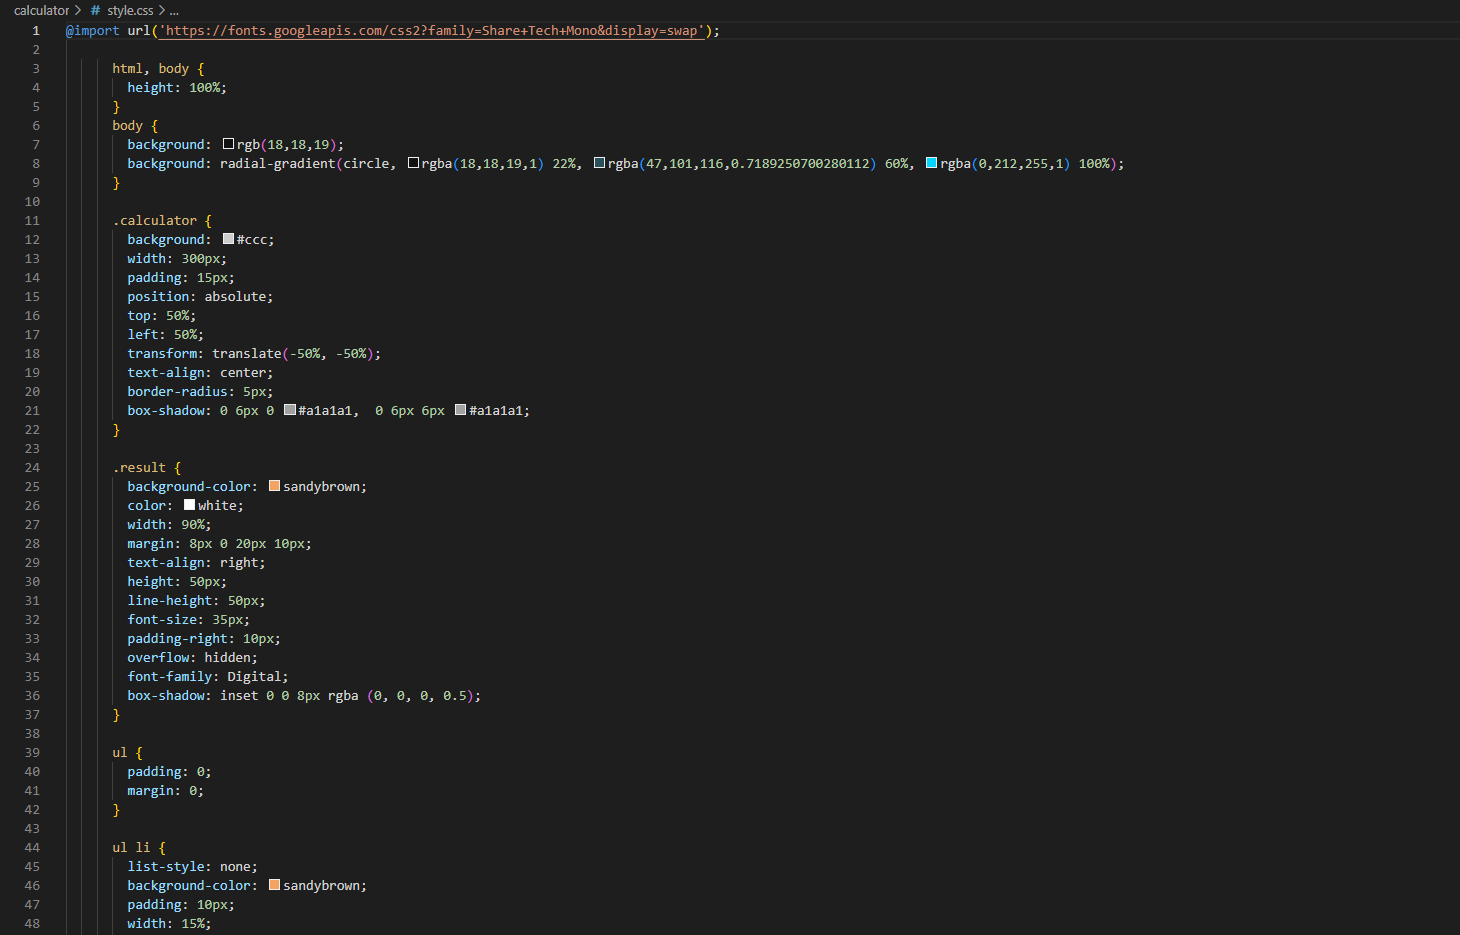 calculator > # style.css > ...
1 @import url('https://fonts.googleapis.com/css2?family=Share+Tech+Mono&display=swap');
2
3 html, body {
4 height: 100%;
5 }
6 body {
7 background: rgb(18,18,19);
8 background: radial-gradient(circle, rgba(18,18,19,1) 22%, rgba(47,101,116,0.7189250700280112) 60%, rgba(0,212,255,1) 100%);
9 }
10
11 .calculator {
12 background: #ccc;
13 width: 300px;
14 padding: 15px;
15 position: absolute;
16 top: 50%;
17 left: 50%;
18 transform: translate(-50%, -50%);
19 text-align: center;
20 border-radius: 5px;
21 box-shadow: 0 6px 0 #a1a1a1,  0 6px 6px #a1a1a1;
22 }
23
24 .result {
25 background-color: sandybrown;
26 color: white;
27 width: 90%;
28 margin: 8px 0 20px 10px;
29 text-align: right;
30 height: 50px;
31 line-height: 50px;
32 font-size: 35px;
33 padding-right: 10px;
34 overflow: hidden;
35 font-family: Digital;
36 box-shadow: inset 0 0 8px rgba (0, 0, 0, 0.5);
37 }
38
39 ul {
40 padding: 0;
41 margin: 0;
42 }
43
44 ul li {
45 list-style: none;
46 background-color: sandybrown;
47 padding: 10px;
48 width: 15%;